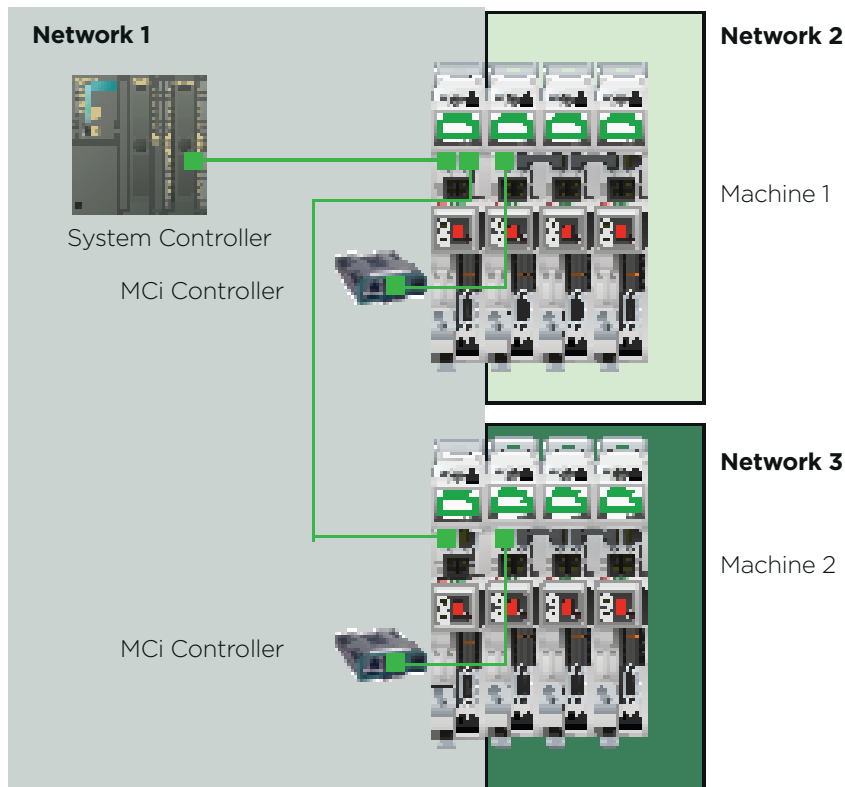 Network 1
Network 2
System Controller
Machine 1
MCi Controller
Network 3
Machine 2
MCi Controller